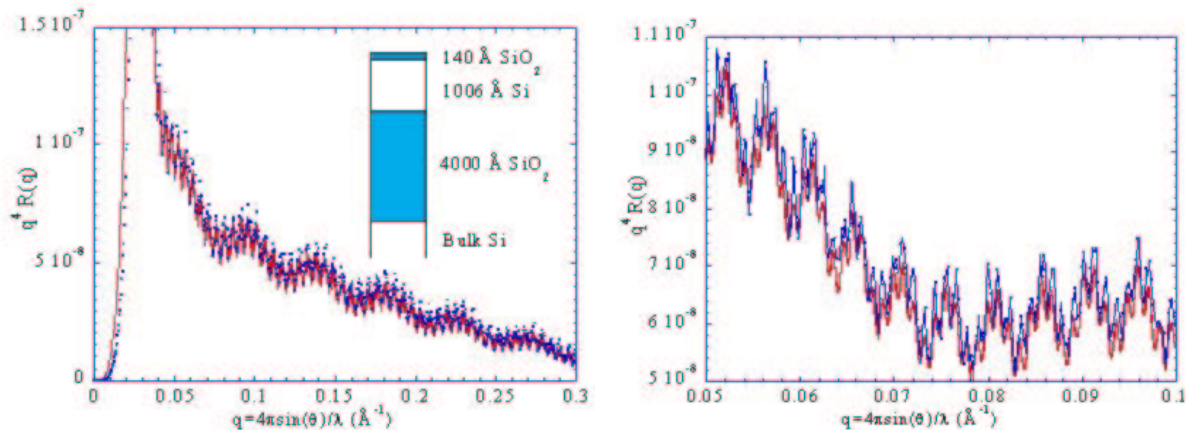 1.5 10⁻⁷
1 10⁻⁷
5 10⁻⁸
0
q⁴ R(q)
140 Å SiO₂
1006 Å Si
4000 Å SiO₂
Bulk Si
0 0.05 0.1 0.15 0.2 0.25 0.3
q=4πsin(θ)/λ (Å⁻¹)
1.1 10⁻⁷
1 10⁻⁷
9 10⁻⁸
8 10⁻⁸
7 10⁻⁸
6 10⁻⁸
5 10⁻⁸
q⁴ R(q)
0.05 0.06 0.07 0.08 0.09 0.1
q=4πsin(θ)/λ (Å⁻¹)